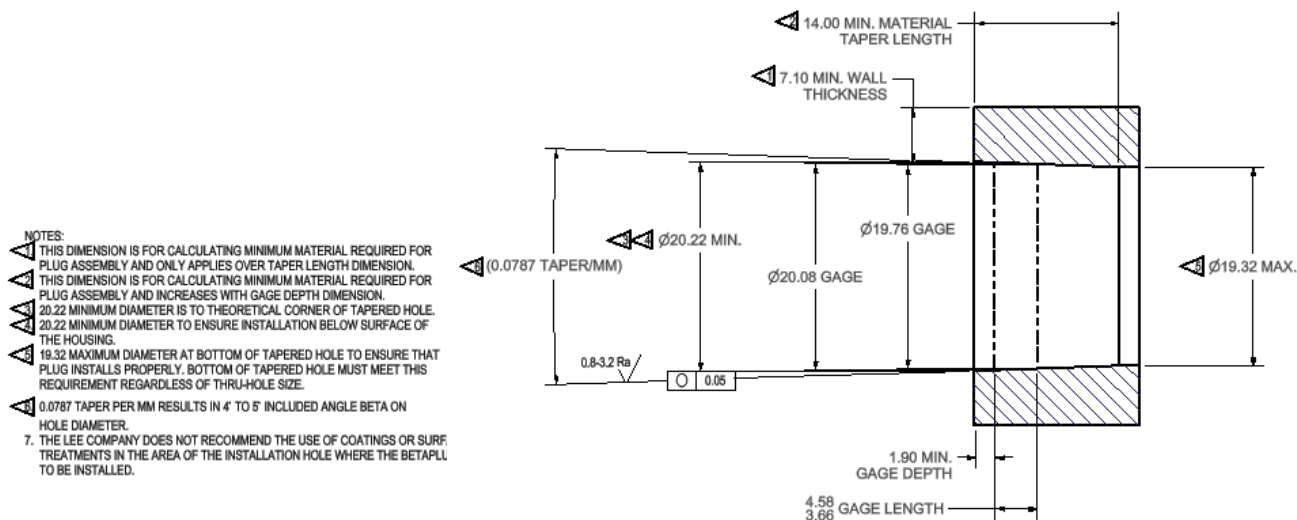 14.00 MIN. MATERIAL
TAPER LENGTH
7.10 MIN. WALL
THICKNESS
Ø20.22 MIN.
Ø19.76 GAGE
(0.0787 TAPER/MM)
Ø20.08 GAGE
Ø19.32 MAX.
0.8-3.2 Ra
0.05
1.90 MIN.
GAGE DEPTH
4.58
3.66 GAGE LENGTH
NOTES:
1 THIS DIMENSION IS FOR CALCULATING MINIMUM MATERIAL REQUIRED FOR
PLUG ASSEMBLY AND ONLY APPLIES OVER TAPER LENGTH DIMENSION.
2 THIS DIMENSION IS FOR CALCULATING MINIMUM MATERIAL REQUIRED FOR
PLUG ASSEMBLY AND INCREASES WITH GAGE DEPTH DIMENSION.
3 20.22 MINIMUM DIAMETER IS TO THEORETICAL CORNER OF TAPERED HOLE.
4 20.22 MINIMUM DIAMETER TO ENSURE INSTALLATION BELOW SURFACE OF
THE HOUSING.
5 19.32 MAXIMUM DIAMETER AT BOTTOM OF TAPERED HOLE TO ENSURE THAT
PLUG INSTALLS PROPERLY. BOTTOM OF TAPERED HOLE MUST MEET THIS
REQUIREMENT REGARDLESS OF THRU-HOLE SIZE.
6 0.0787 TAPER PER MM RESULTS IN 4° TO 5° INCLUDED ANGLE BETA ON
HOLE DIAMETER.
7. THE LEE COMPANY DOES NOT RECOMMEND THE USE OF COATINGS OR SURF
TREATMENTS IN THE AREA OF THE INSTALLATION HOLE WHERE THE BETAPLU
TO BE INSTALLED.